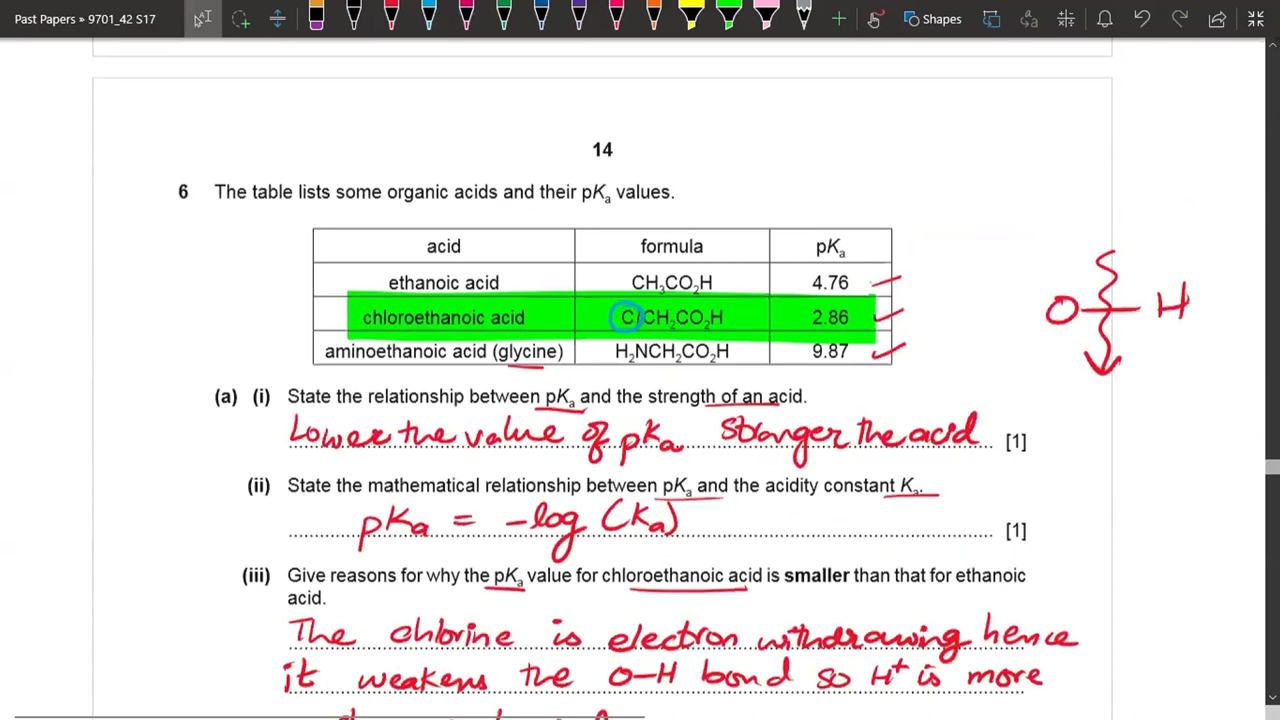 Past Papers » 9701_42 S17
Shapes
14
6 The table lists some organic acids and their pKa values.
acid formula pKa
ethanoic acid CH3CO2H 4.76
chloroethanoic acid ClCH2CO2H 2.86
aminoethanoic acid (glycine) H2NCH2CO2H 9.87
O H
(a) (i) State the relationship between pKa and the strength of an acid.
Lower the value of pKa stronger the acid [1]
(ii) State the mathematical relationship between pKa and the acidity constant Ka.
pKa = -log (Ka) [1]
(iii) Give reasons for why the pKa value for chloroethanoic acid is smaller than that for ethanoic
acid.
The chlorine is electron withdrawing hence
it weakens the O-H bond so H+ is more